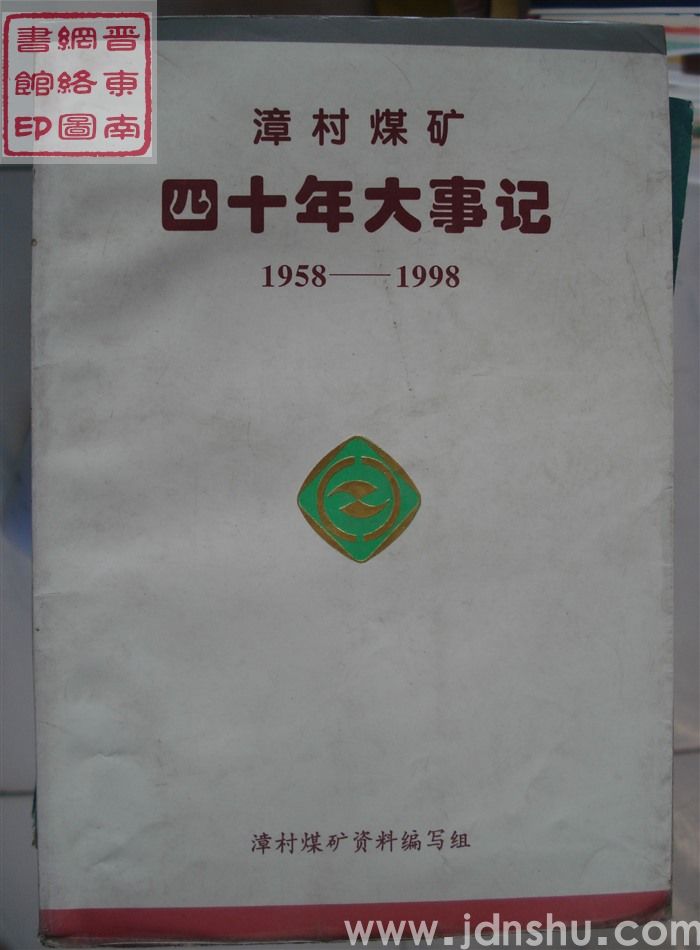 晋东南
網絡圖
書館印
漳村煤矿
四十年大事记
1958——1998
漳村煤矿资料编写组
www.jdnshu.com